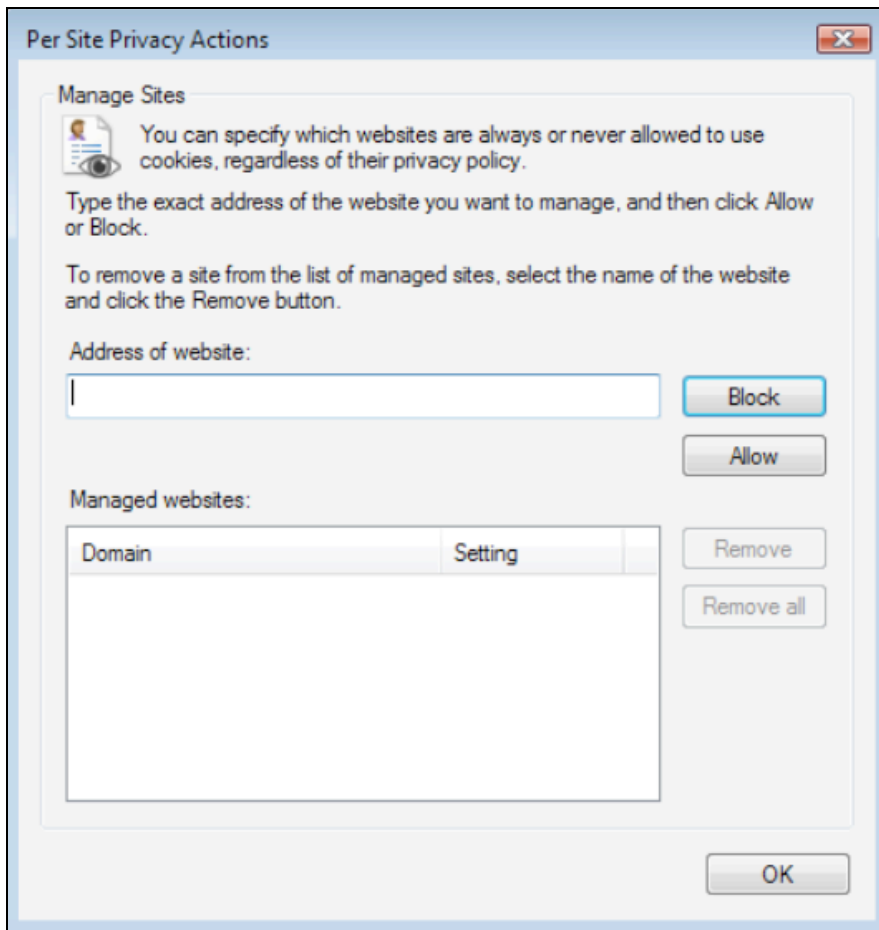 Per Site Privacy Actions
Manage Sites
You can specify which websites are always or never allowed to use
cookies, regardless of their privacy policy.
Type the exact address of the website you want to manage, and then click Allow
or Block.
To remove a site from the list of managed sites, select the name of the website
and click the Remove button.
Address of website:
Block
Allow
Managed websites:
Domain Setting
Remove
Remove all
OK